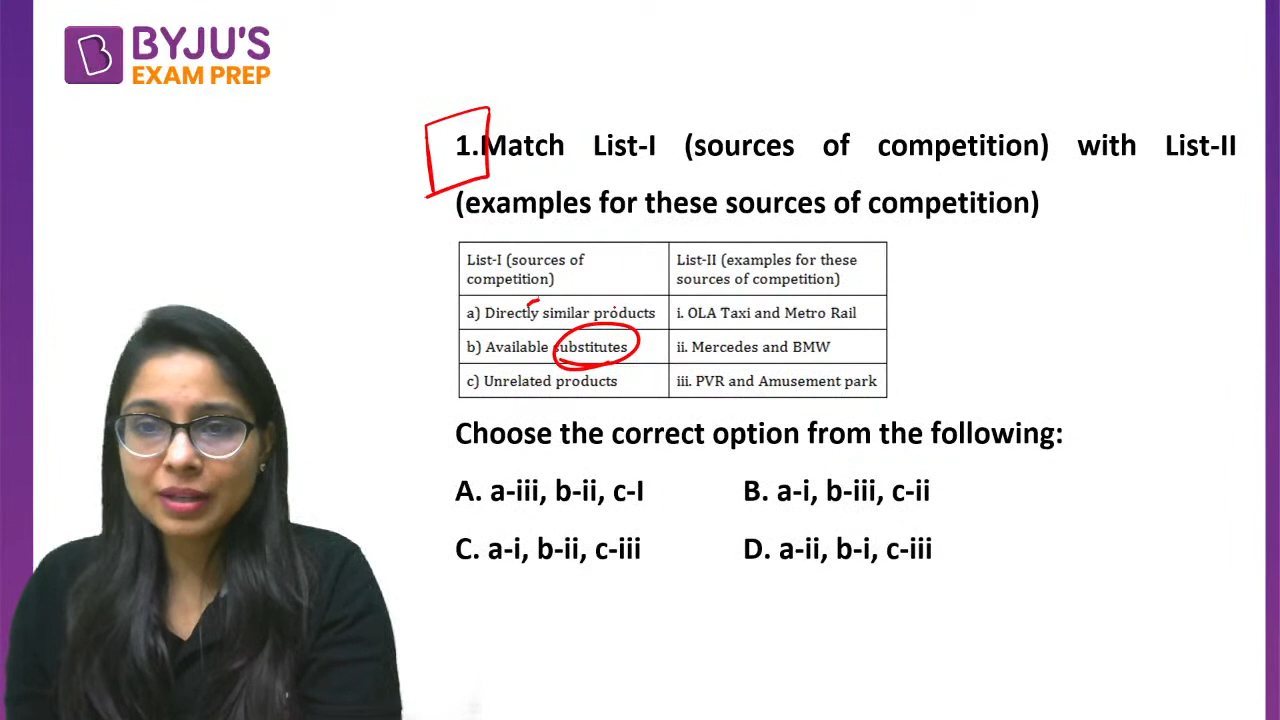 BYJU'S
EXAM PREP
1.Match List-I (sources of competition) with List-II
(examples for these sources of competition)
List-I (sources of
competition)
List-II (examples for these
sources of competition)
a) Directly similar products
i. OLA Taxi and Metro Rail
b) Available substitutes
ii. Mercedes and BMW
c) Unrelated products
iii. PVR and Amusement park
Choose the correct option from the following:
A. a-iii, b-ii, c-I
B. a-i, b-iii, c-ii
C. a-i, b-ii, c-iii
D. a-ii, b-i, c-iii